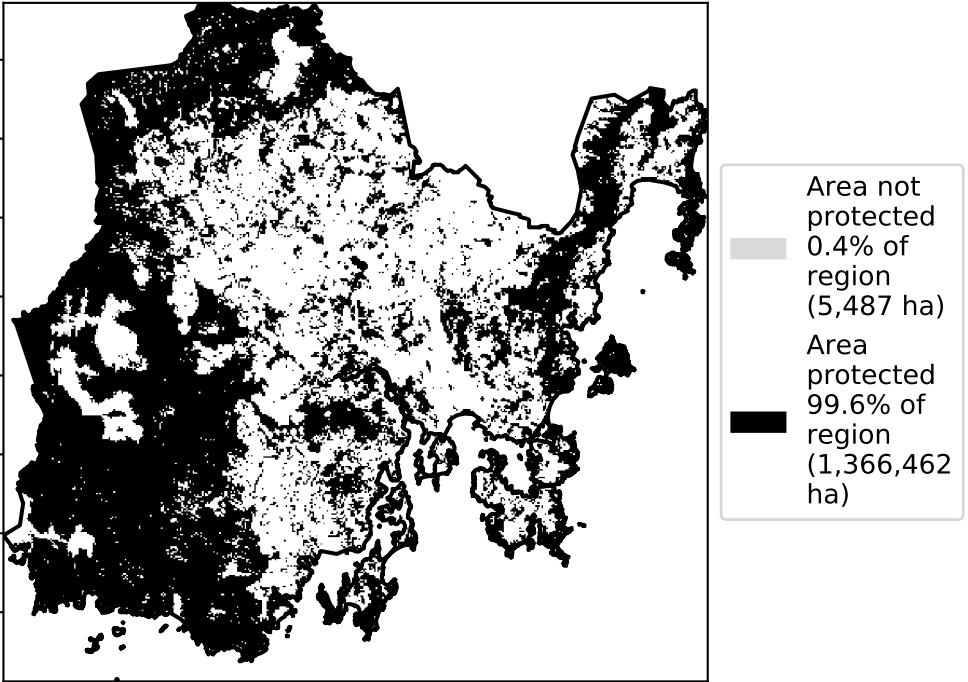 Area not
protected
0.4% of
region
(5,487 ha)
Area
protected
99.6% of
region
(1,366,462
ha)